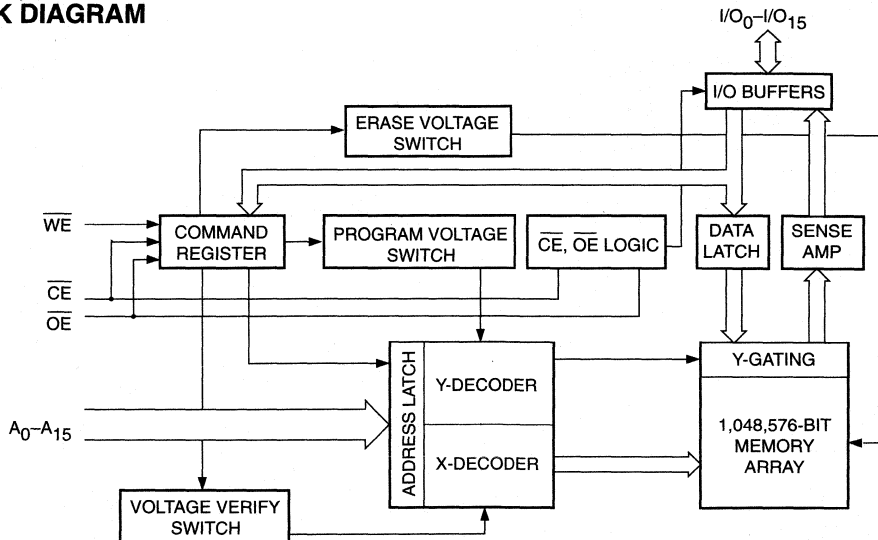 K DIAGRAM
I/O0–I/O15
I/O BUFFERS
ERASE VOLTAGE
SWITCH
WE
COMMAND
REGISTER
PROGRAM VOLTAGE
SWITCH
CE, OE LOGIC
DATA
LATCH
SENSE
AMP
CE
OE
ADDRESS LATCH
Y-DECODER
Y-GATING
A0–A15
X-DECODER
1,048,576-BIT
MEMORY
ARRAY
VOLTAGE VERIFY
SWITCH